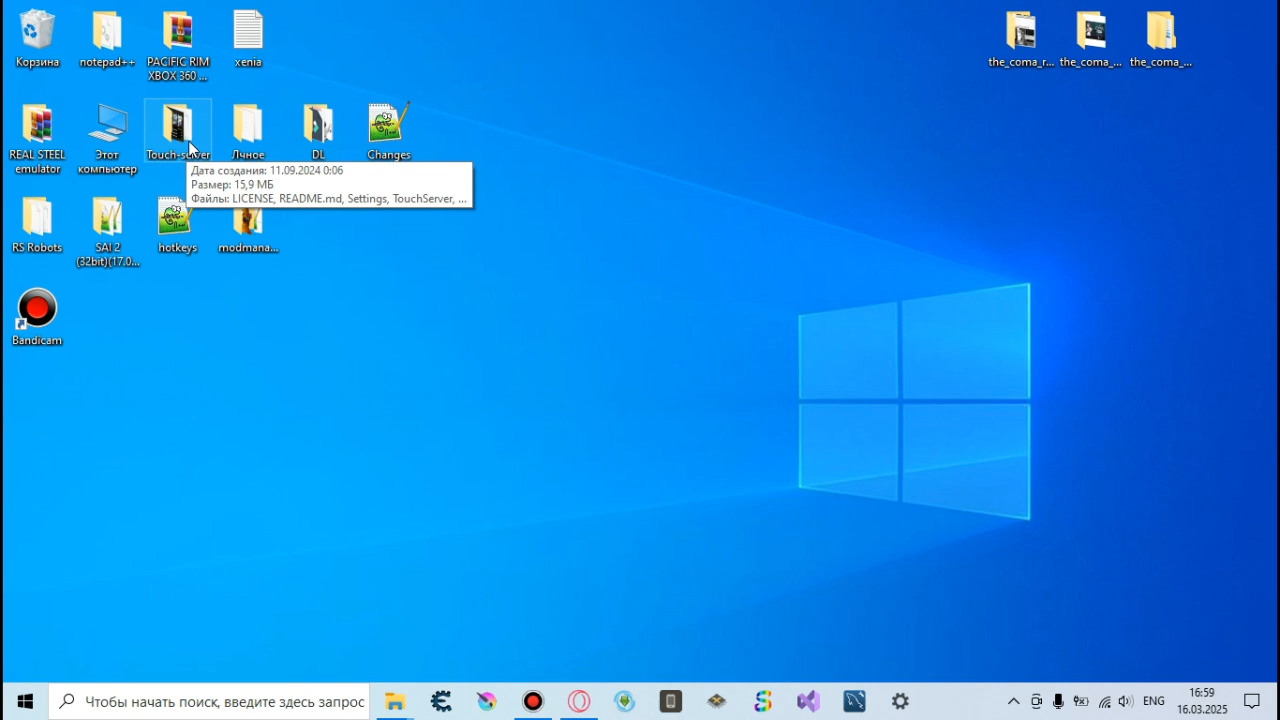 Корзина
notepad++
PACIFIC RIM
XBOX 360 ...
xenia
the_coma_r...
the_coma_...
the_coma_...
REAL STEEL
emulator
Этот
компьютер
Touch-server
Лчное
DL
Changes
Дата создания: 11.09.2024 0:06
Размер: 15,9 МБ
Файлы: LICENSE, README.md, Settings, TouchServer, ...
RS Robots
SAI 2
(32bit)(17.0...
hotkeys
modmana...
Bandicam
Чтобы начать поиск, введите здесь запрос
ENG
16:59
16.03.2025